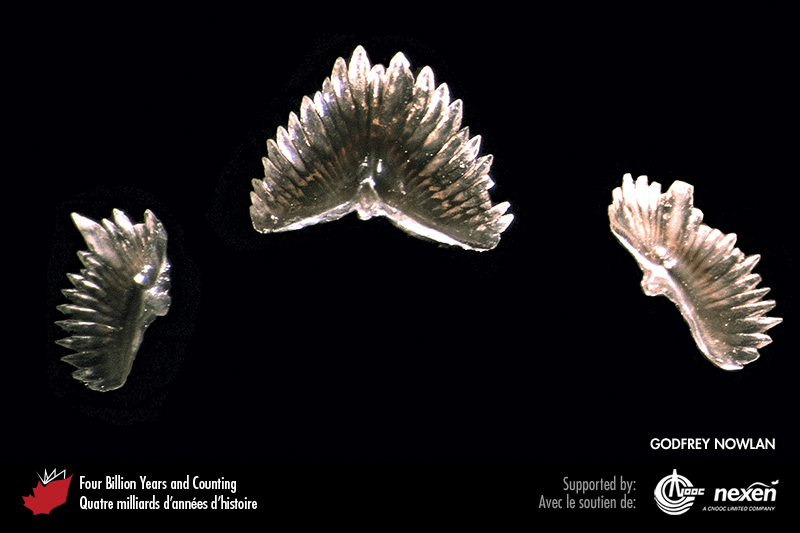 GODFREY NOWLAN
Four Billion Years and Counting
Quatre milliards d'années d'histoire
Supported by:
Avec le soutien de:
CNOOC
nexen
A CNOOC LIMITED COMPANY